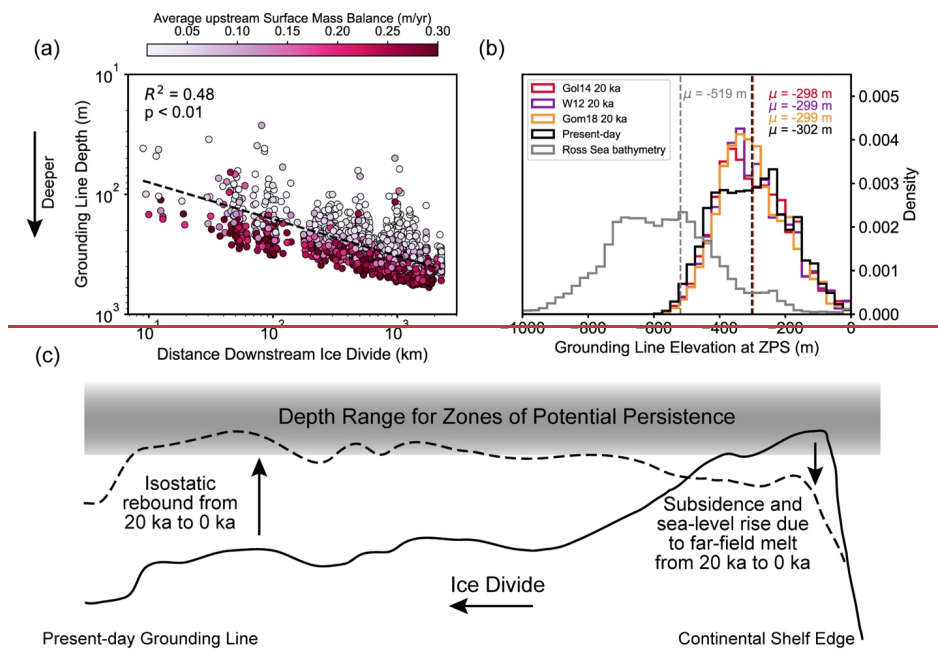 Average upstream Surface Mass Balance (m/yr)
0.05 0.10 0.15 0.20 0.25 0.30
(a)
(b)
R² = 0.48
p < 0.01
Deeper
Grounding Line Depth (m)
10¹
10²
10³
10¹ 10² 10³
Distance Downstream Ice Divide (km)
Gol14 20 ka
W12 20 ka
Gom18 20 ka
Present-day
Ross Sea bathymetry
μ = -519 m
μ = -298 m
μ = -299 m
μ = -299 m
μ = -302 m
0.005
0.004
0.003
0.002
0.001
0.000
Density
-1000 -800 -600 -400 -200 0
Grounding Line Elevation at ZPS (m)
(c)
Depth Range for Zones of Potential Persistence
Isostatic
rebound from
20 ka to 0 ka
Subsidence and
sea-level rise due
to far-field melt
from 20 ka to 0 ka
Ice Divide
Present-day Grounding Line
Continental Shelf Edge